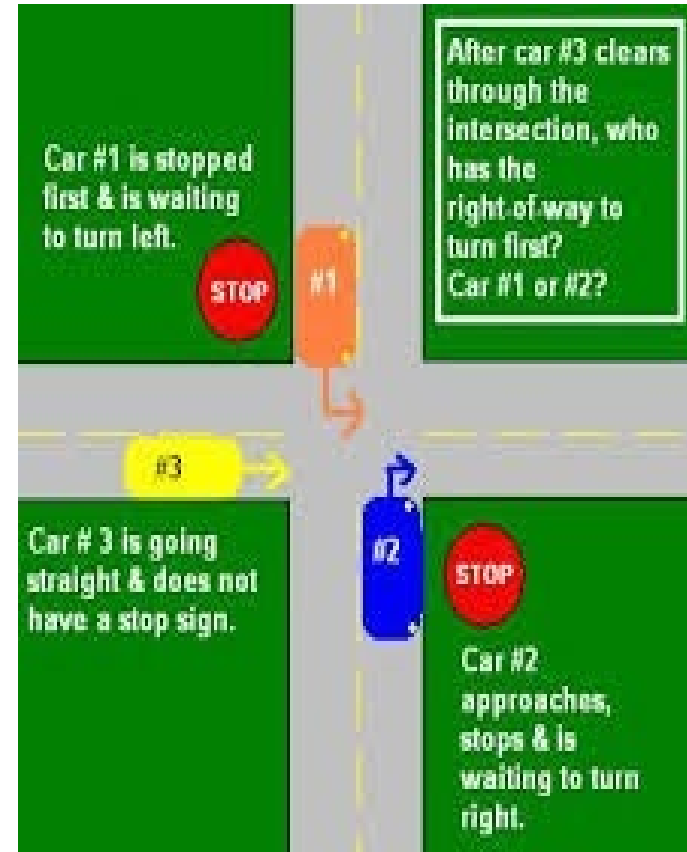 Car #1 is stopped
first & is waiting
to turn left.
STOP
#1
After car #3 clears
through the
intersection, who
has the
right-of-way to
turn first?
Car #1 or #2?
#3
Car # 3 is going
straight & does not
have a stop sign.
#2
STOP
Car #2
approaches,
stops & is
waiting to turn
right.